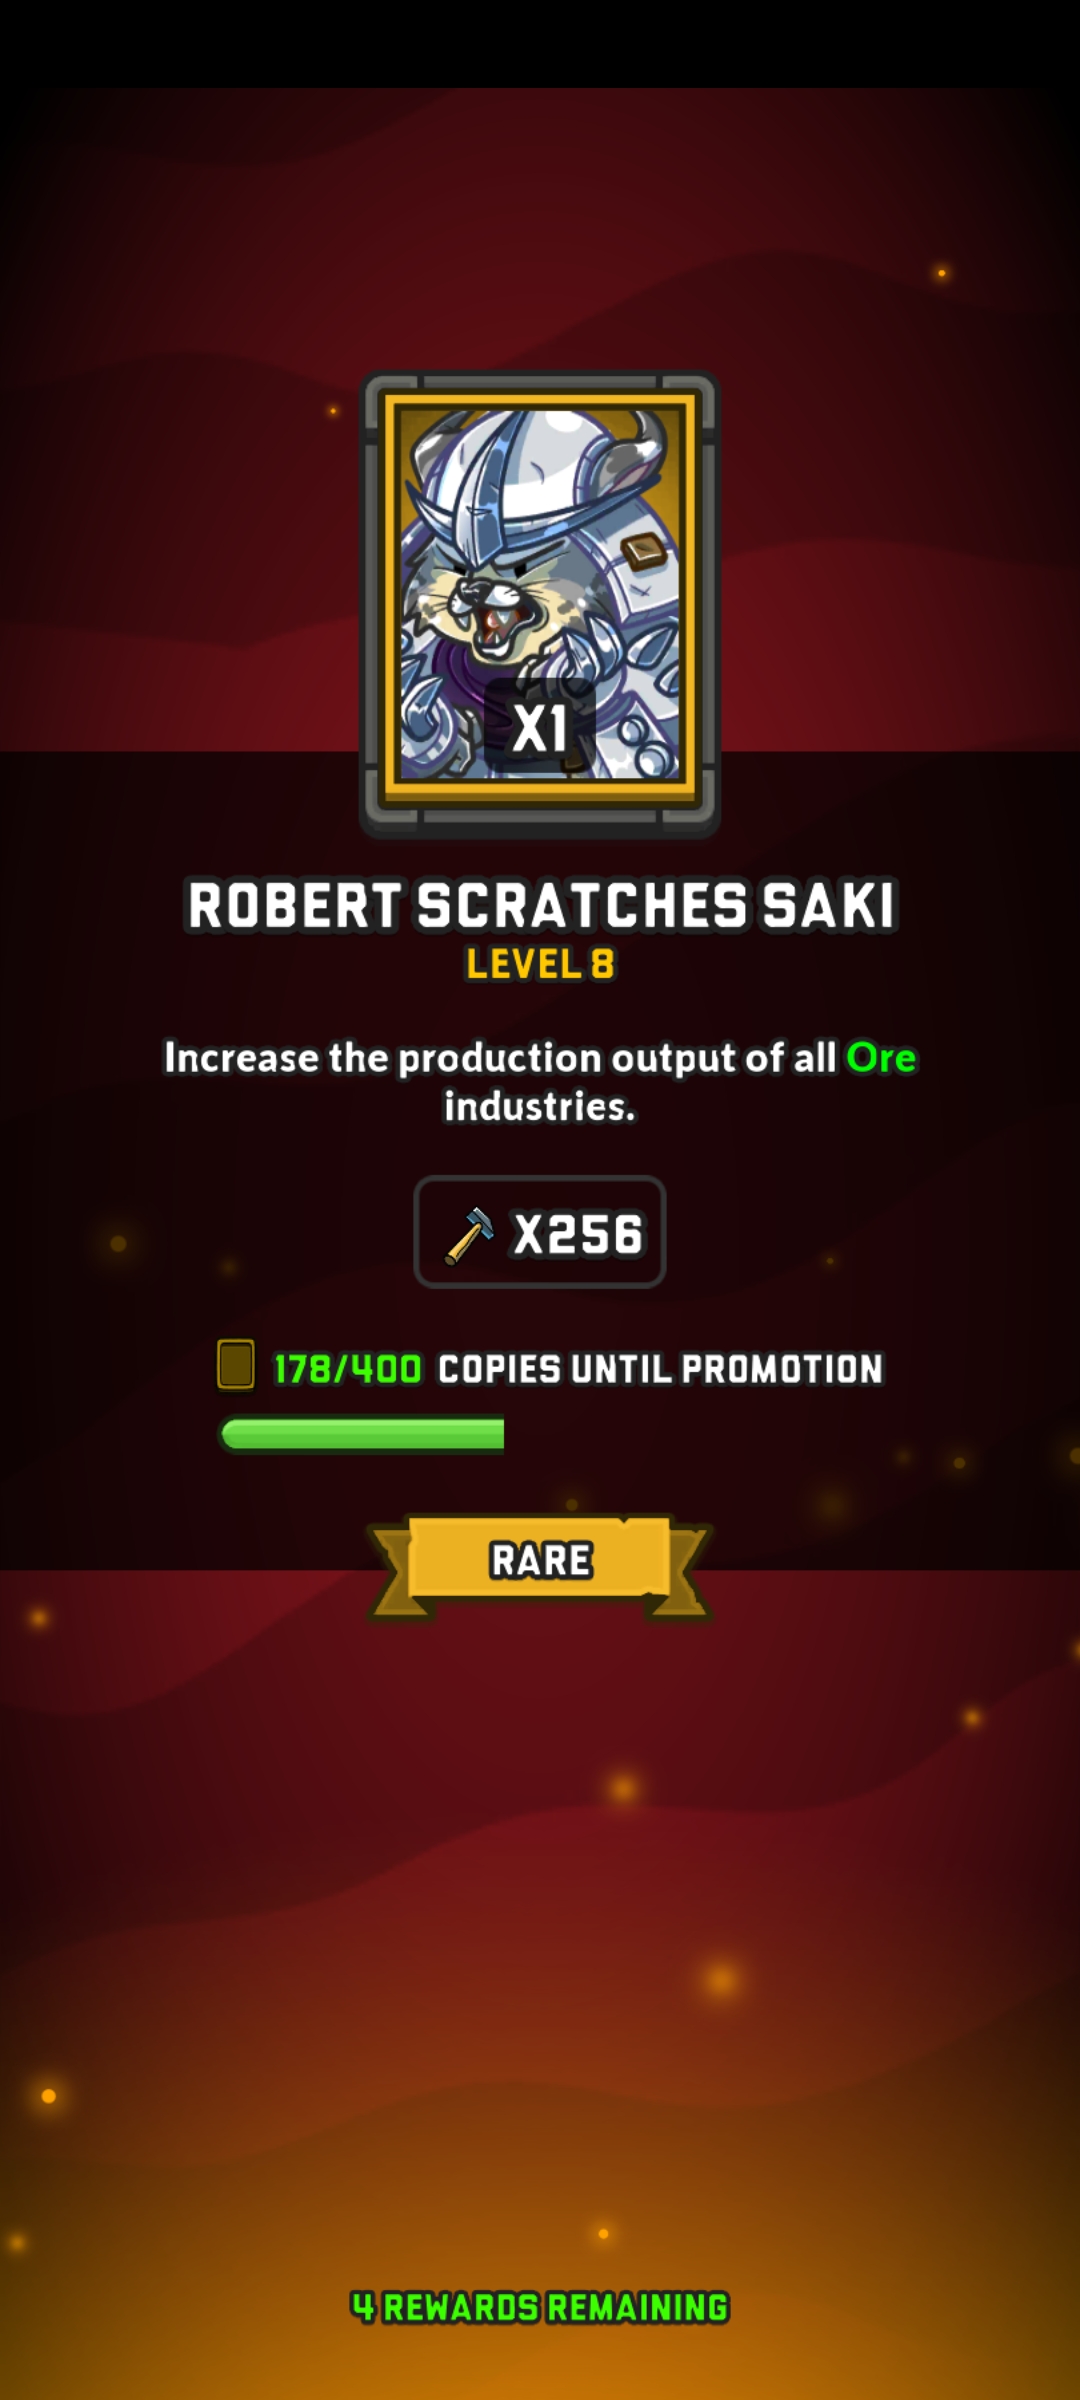 X1
ROBERT SCRATCHES SAKI
LEVEL 8
Increase the production output of all Ore
industries.
X256
178/400 COPIES UNTIL PROMOTION
RARE
4 REWARDS REMAINING